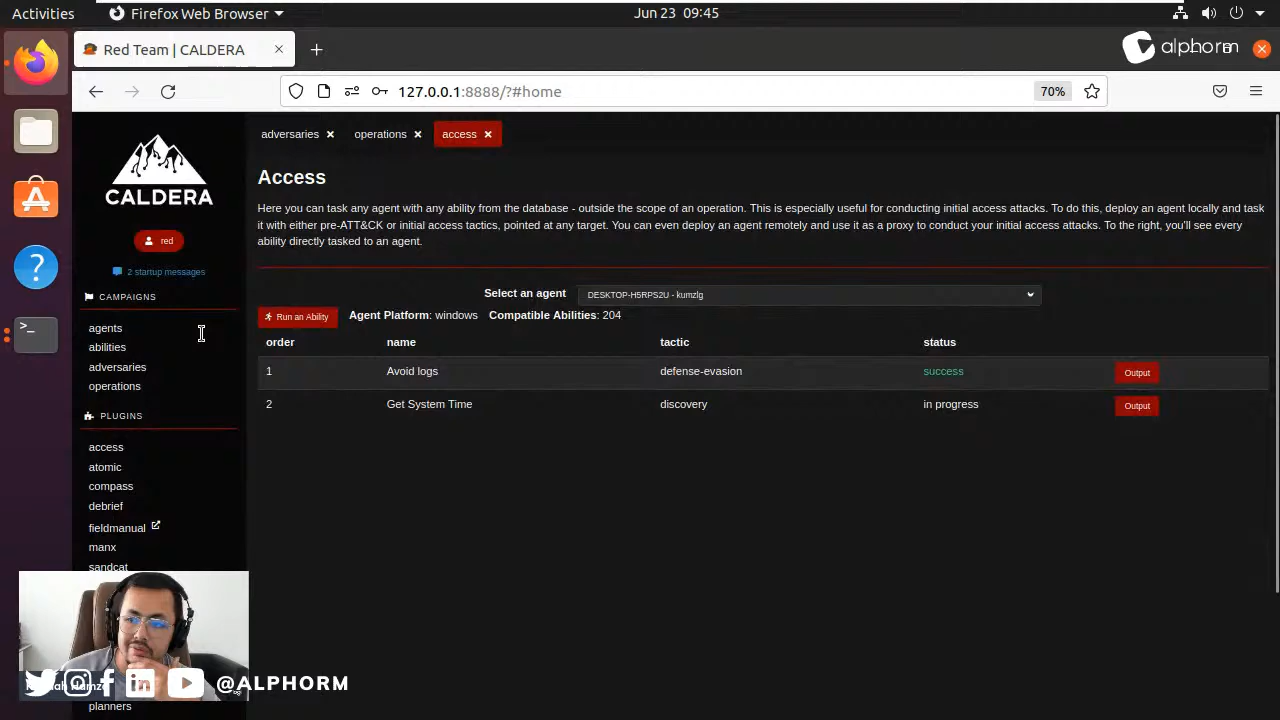 Activities
Firefox Web Browser
Jun 23 09:45
Red Team | CALDERA
alphorm
127.0.0.1:8888/?#home
70%
CALDERA
red
2 startup messages
CAMPAIGNS
agents
abilities
adversaries
operations
PLUGINS
access
atomic
compass
debrief
fieldmanual
manx
sandcat
planners
adversaries
operations
access
Access
Here you can task any agent with any ability from the database - outside the scope of an operation. This is especially useful for conducting initial access attacks. To do this, deploy an agent locally and task
it with either pre-ATT&CK or initial access tactics, pointed at any target. You can even deploy an agent remotely and use it as a proxy to conduct your initial access attacks. To the right, you'll see every
ability directly tasked to an agent.
Select an agent
DESKTOP-H5RPS2U - kumzlg
Run an Ability
Agent Platform: windows Compatible Abilities: 204
order name tactic status
1 Avoid logs defense-evasion success Output
2 Get System Time discovery in progress Output
@ALPHORM